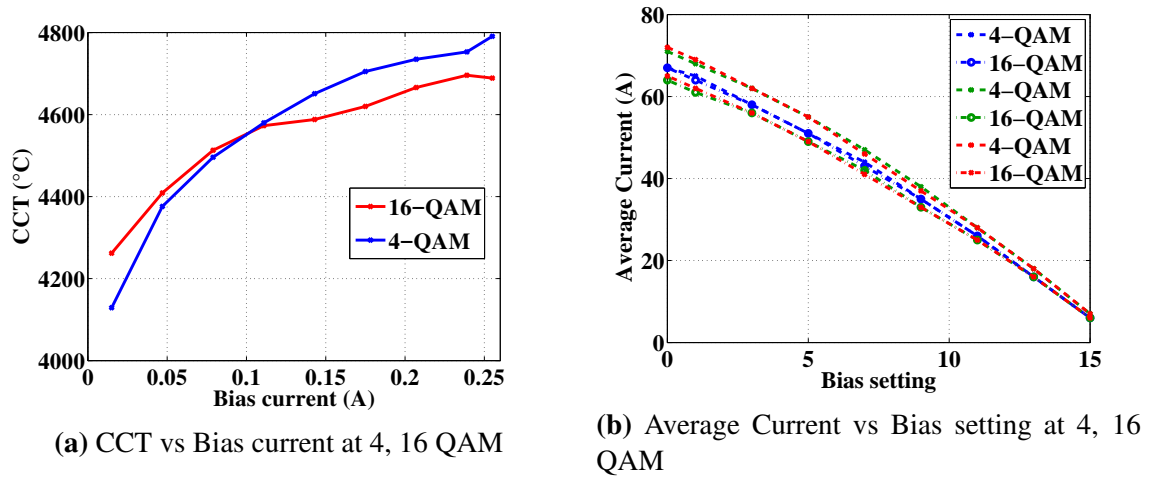 4800
4600
4400
4200
4000
0 0.05 0.1 0.15 0.2 0.25
CCT (°C)
Bias current (A)
16−QAM
4−QAM
(a) CCT vs Bias current at 4, 16 QAM
80
60
40
20
0
0 5 10 15
Average Current (A)
Bias setting
4−QAM
16−QAM
4−QAM
16−QAM
4−QAM
16−QAM
(b) Average Current vs Bias setting at 4, 16
QAM